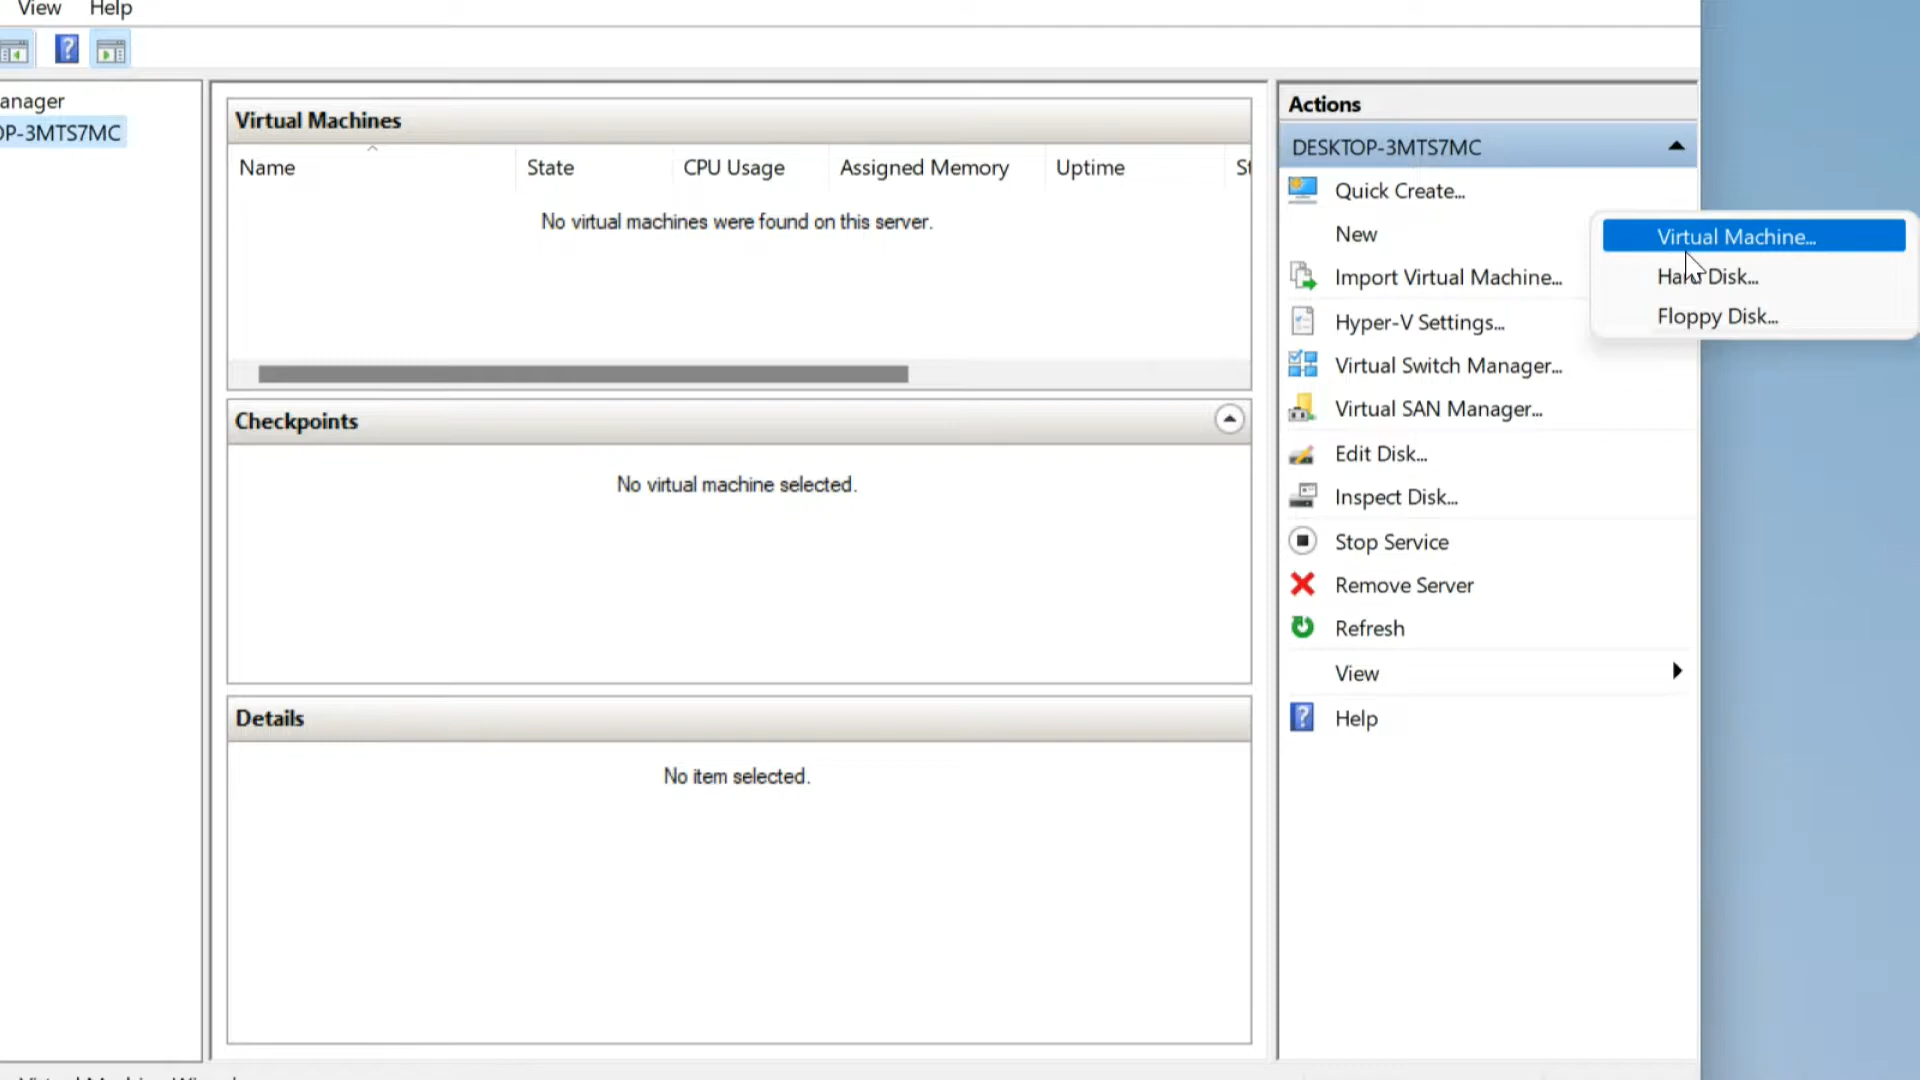 View Help
anager
OP-3MTS7MC
Virtual Machines
Name State CPU Usage Assigned Memory Uptime St
No virtual machines were found on this server.
Checkpoints
No virtual machine selected.
Details
No item selected.
Actions
DESKTOP-3MTS7MC
Quick Create...
New
Import Virtual Machine...
Hyper-V Settings...
Virtual Switch Manager...
Virtual SAN Manager...
Edit Disk...
Inspect Disk...
Stop Service
Remove Server
Refresh
View
Help
Virtual Machine...
Hard Disk...
Floppy Disk...